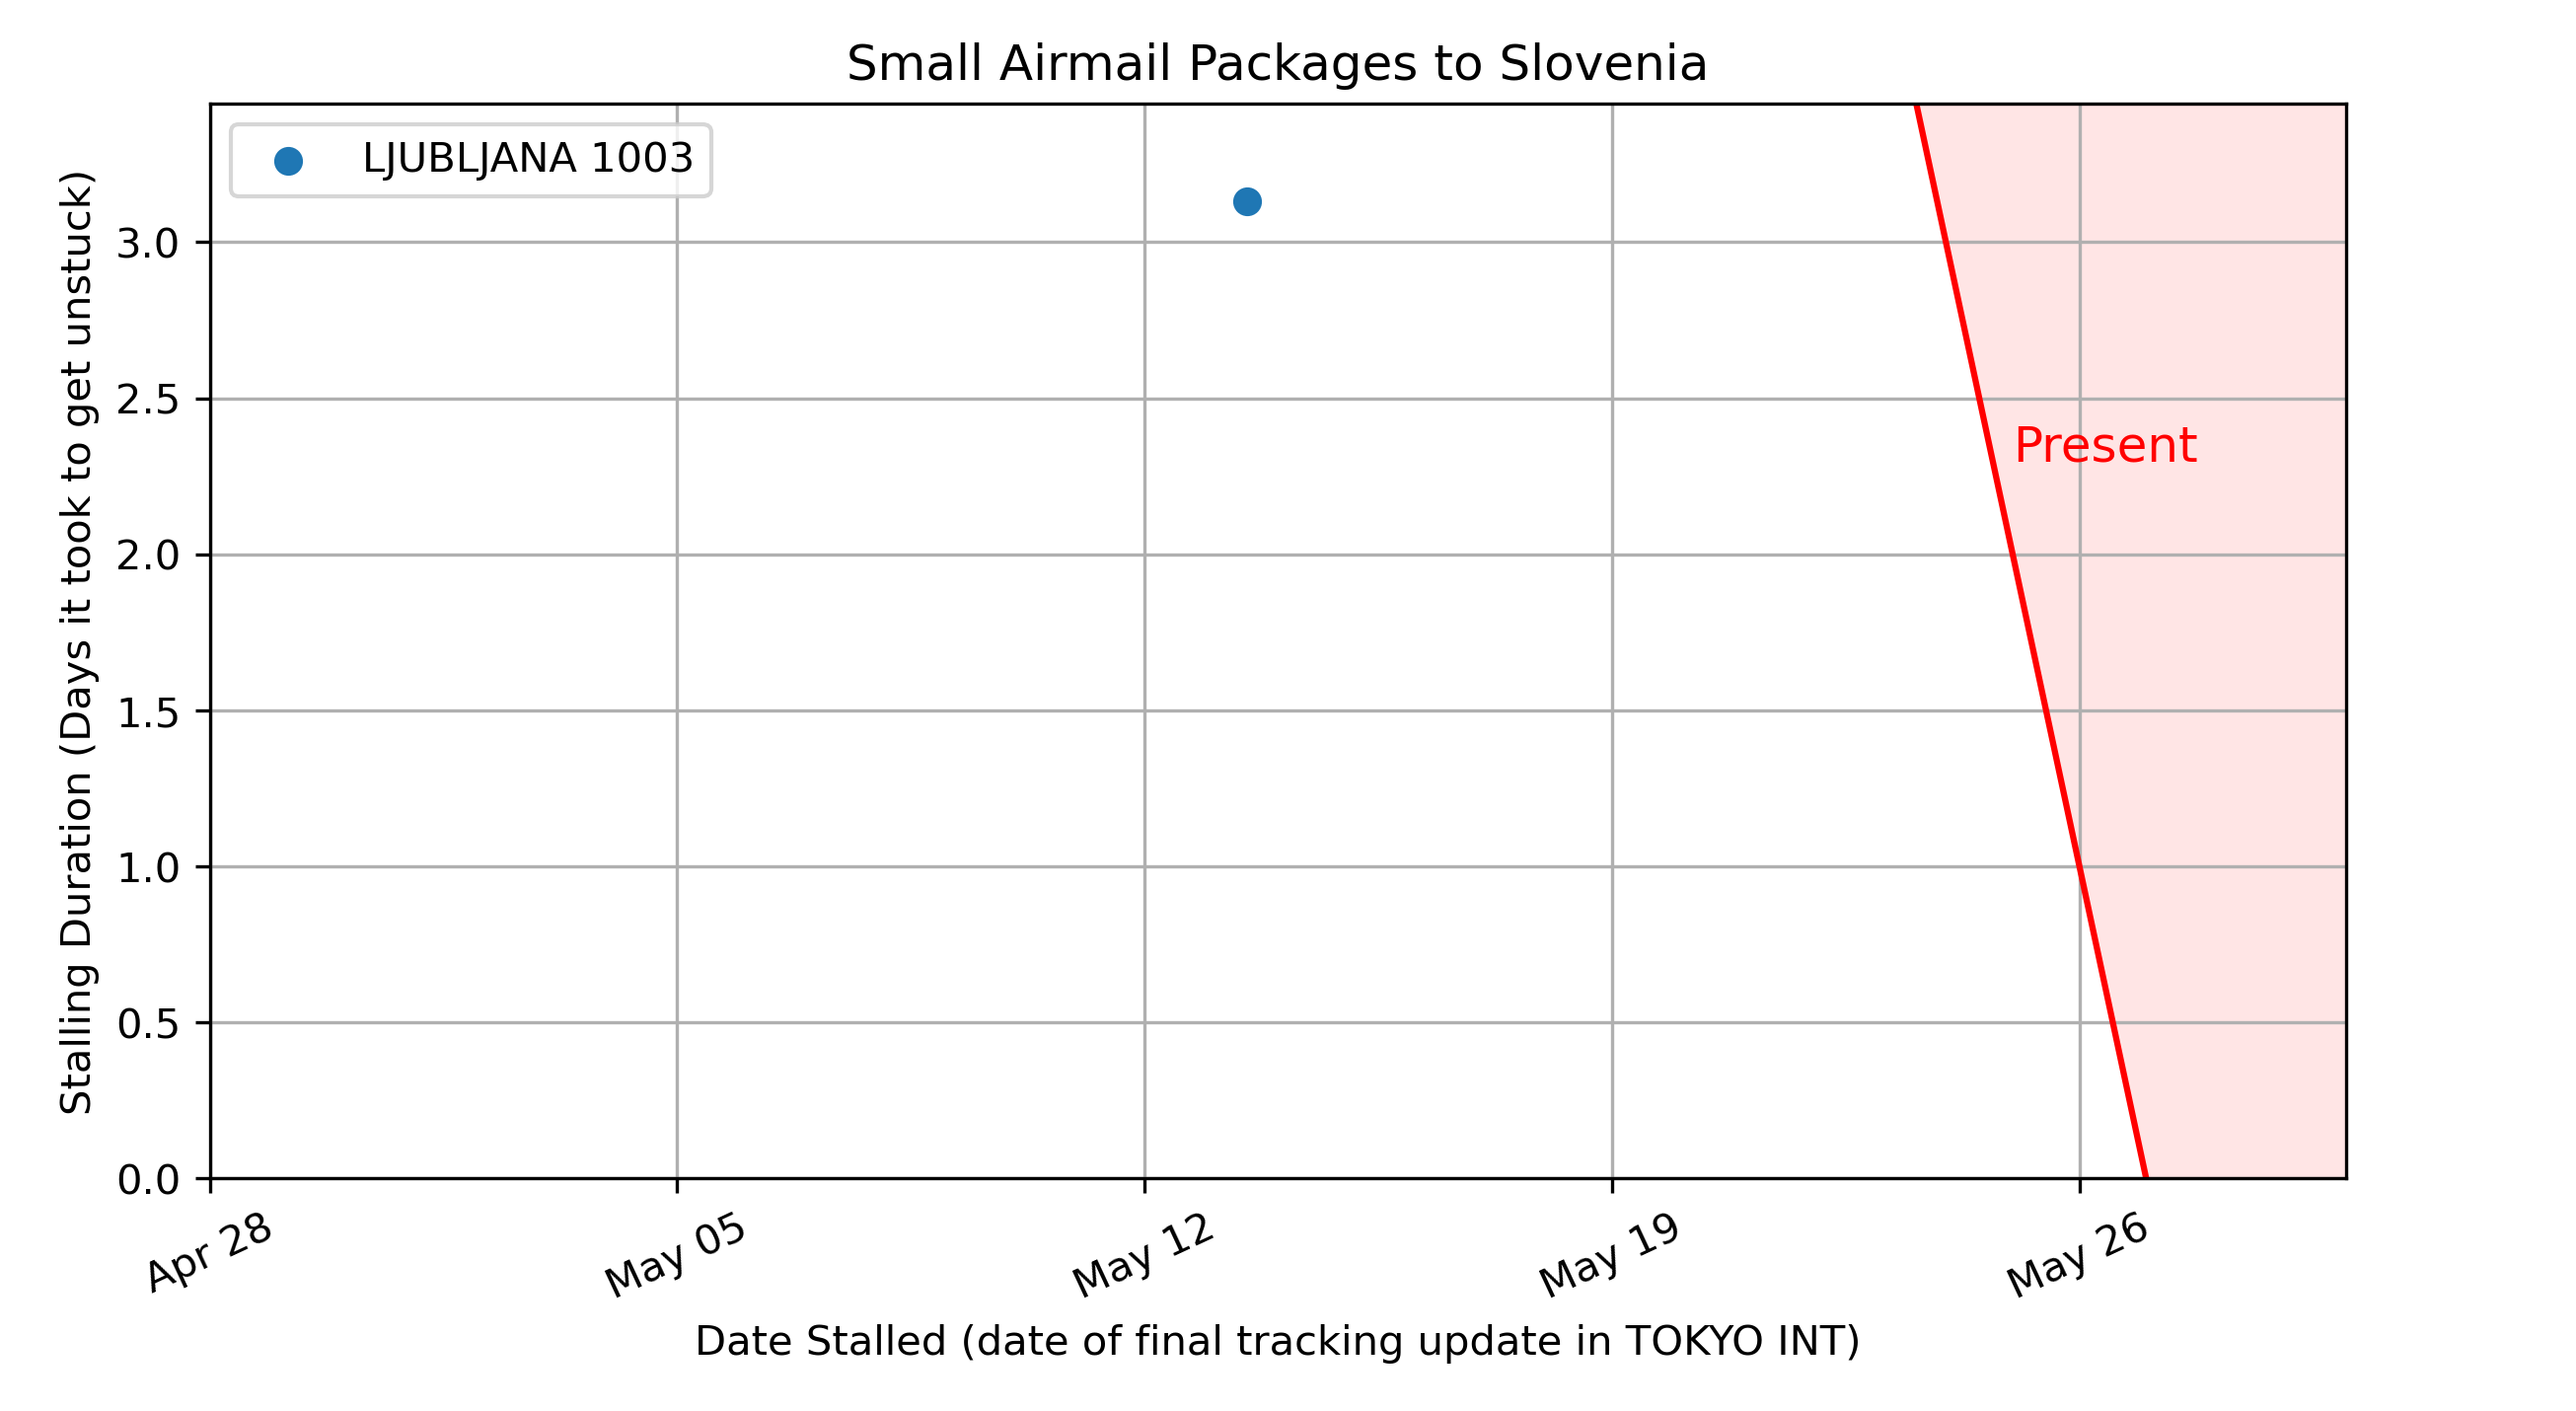 Small Airmail Packages to Slovenia
LJUBLJANA 1003
Stalling Duration (Days it took to get unstuck)
3.0
2.5
2.0
1.5
1.0
0.5
0.0
Present
Apr 28
May 05
May 12
May 19
May 26
Date Stalled (date of final tracking update in TOKYO INT)